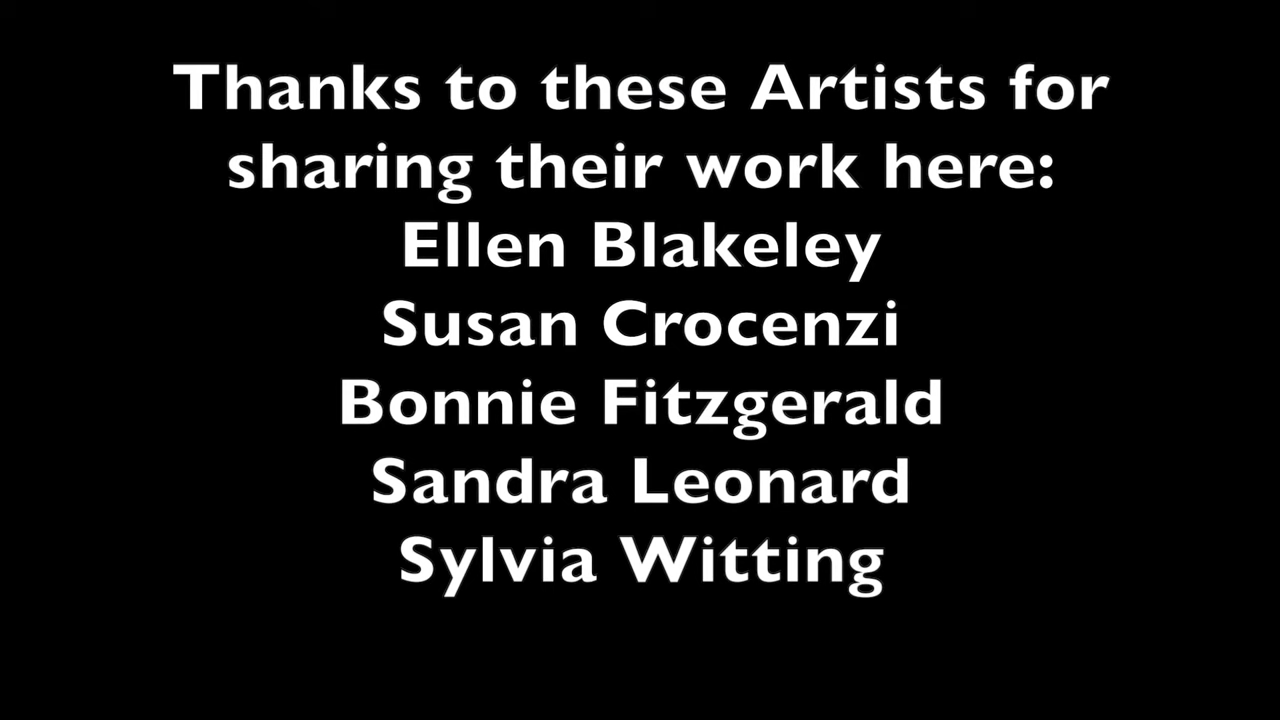 Thanks to these Artists for
sharing their work here:
Ellen Blakeley
Susan Crocenzi
Bonnie Fitzgerald
Sandra Leonard
Sylvia Witting